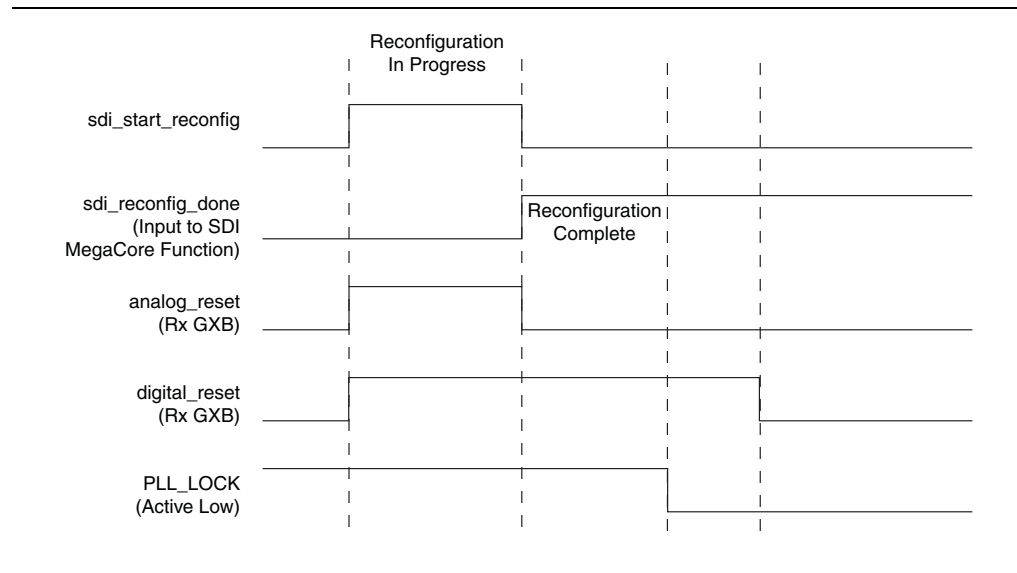 Reconfiguration
In Progress
sdi_start_reconfig
sdi_reconfig_done
(Input to SDI
MegaCore Function)
Reconfiguration
Complete
analog_reset
(Rx GXB)
digital_reset
(Rx GXB)
PLL_LOCK
(Active Low)